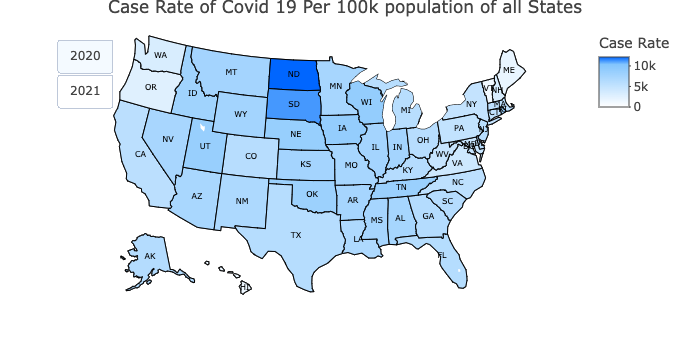 Case Rate of Covid 19 Per 100k population of all States
2020
2021
Case Rate
10k
5k
0
WA
MT
ND
MN
ME
OR
ID
SD
WI
MI
NY
VT
NH
MA
WY
NE
IA
PA
NJ
CT
NV
UT
CO
KS
MO
IL
IN
OH
WV
VA
CA
KY
NC
AZ
NM
OK
AR
TN
SC
TX
LA
MS
AL
GA
FL
AK
HI